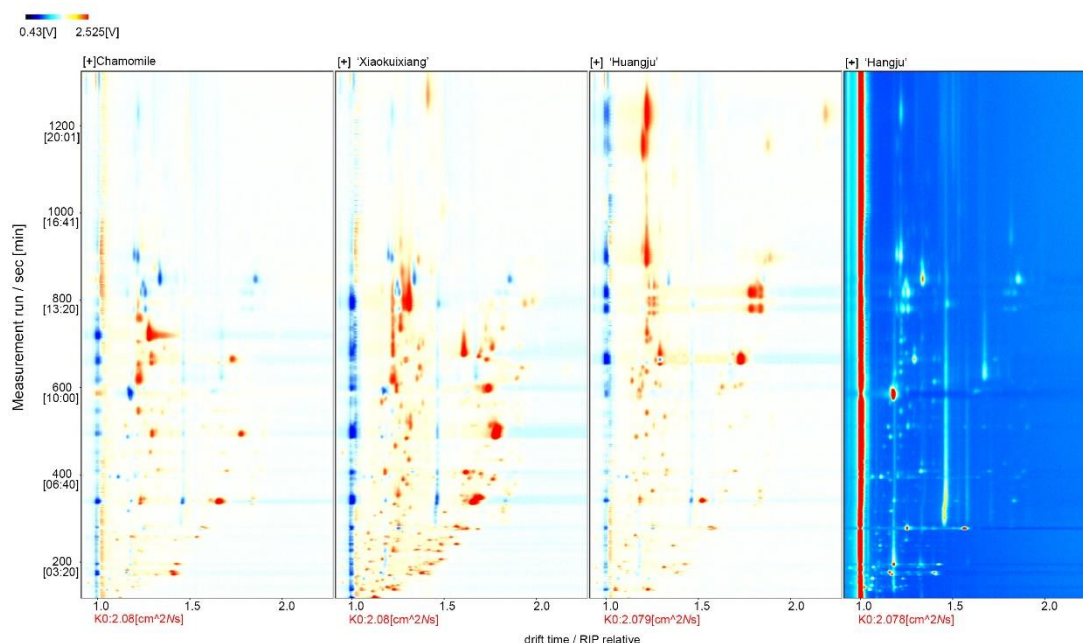 0.43[V] 2.525[V]
[+]Chamomile [+] 'Xiaokuixiang' [+] 'Huangju' [+] 'Hangju'
Measurement run / sec [min]
1200
[20:01]
1000
[16:41]
800
[13:20]
600
[10:00]
400
[06:40]
200
[03:20]
1.0 1.5 2.0 1.0 1.5 2.0 1.0 1.5 2.0 1.0 1.5 2.0
K0:2.08[cm^2/Vs] K0:2.08[cm^2/Vs] K0:2.079[cm^2/Vs] K0:2.078[cm^2/Vs]
drift time / RIP relative